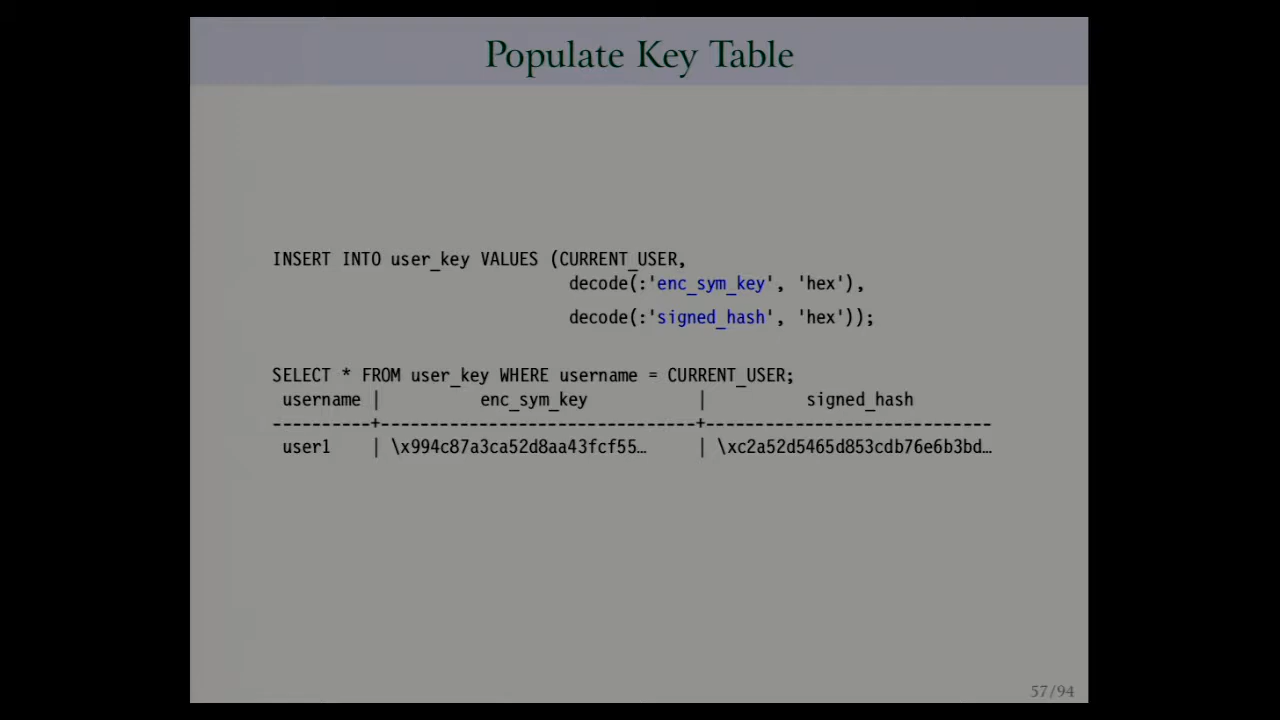 Populate Key Table
INSERT INTO user_key VALUES (CURRENT_USER,
decode(:'enc_sym_key', 'hex'),
decode(:'signed_hash', 'hex'));
SELECT * FROM user_key WHERE username = CURRENT_USER;
username | enc_sym_key | signed_hash
----------+--------------------------------+-----------------------------
user1 | \x994c87a3ca52d8aa43fcf55… | \xc2a52d5465d853cdb76e6b3bd…
57/94